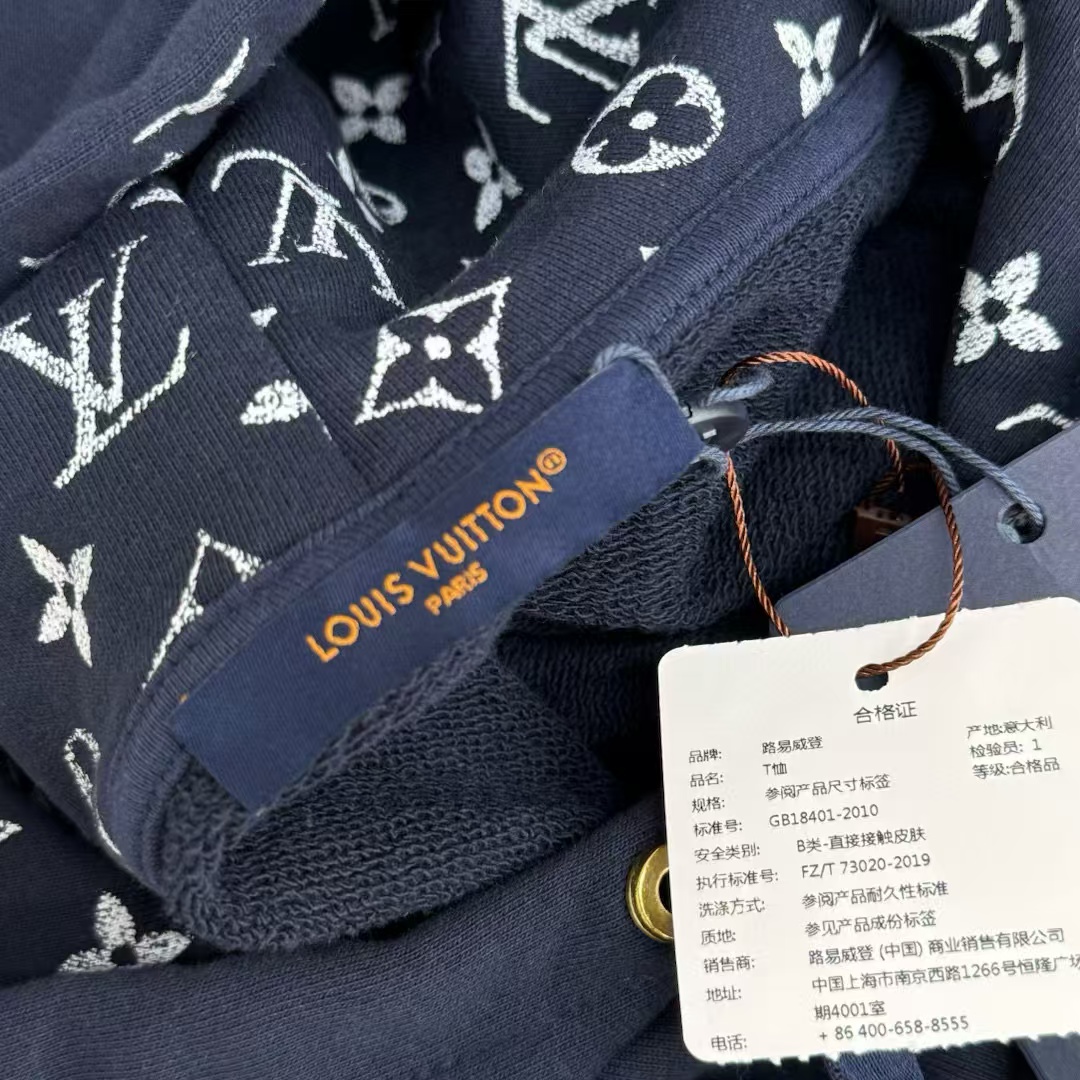 LOUIS VUITTON®
PARIS
合格证
品牌: 路易威登 产地:意大利
品名: T恤 检验员: 1
规格: 参阅产品尺寸标签 等级:合格品
标准号: GB18401-2010
安全类别: B类-直接接触皮肤
执行标准号: FZ/T 73020-2019
洗涤方式: 参阅产品耐久性标准
质地: 参见产品成份标签
销售商: 路易威登 (中国) 商业销售有限公司
地址: 中国上海市南京西路1266号恒隆广场
期4001室
电话: + 86 400-658-8555